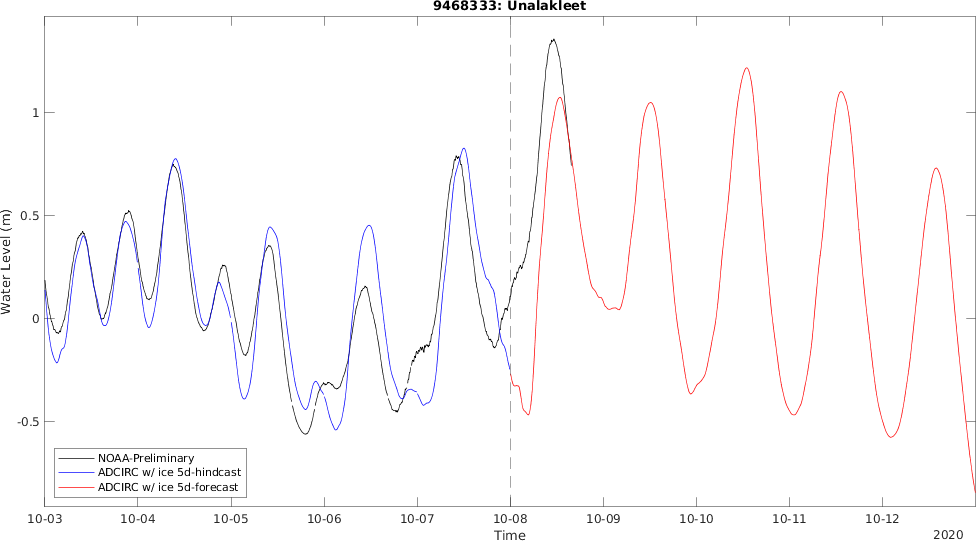 9468333: Unalakleet
Water Level (m)
1
0.5
0
-0.5
NOAA-Preliminary
ADCIRC w/ ice 5d-hindcast
ADCIRC w/ ice 5d-forecast
10-03 10-04 10-05 10-06 10-07 10-08 10-09 10-10 10-11 10-12
Time
2020